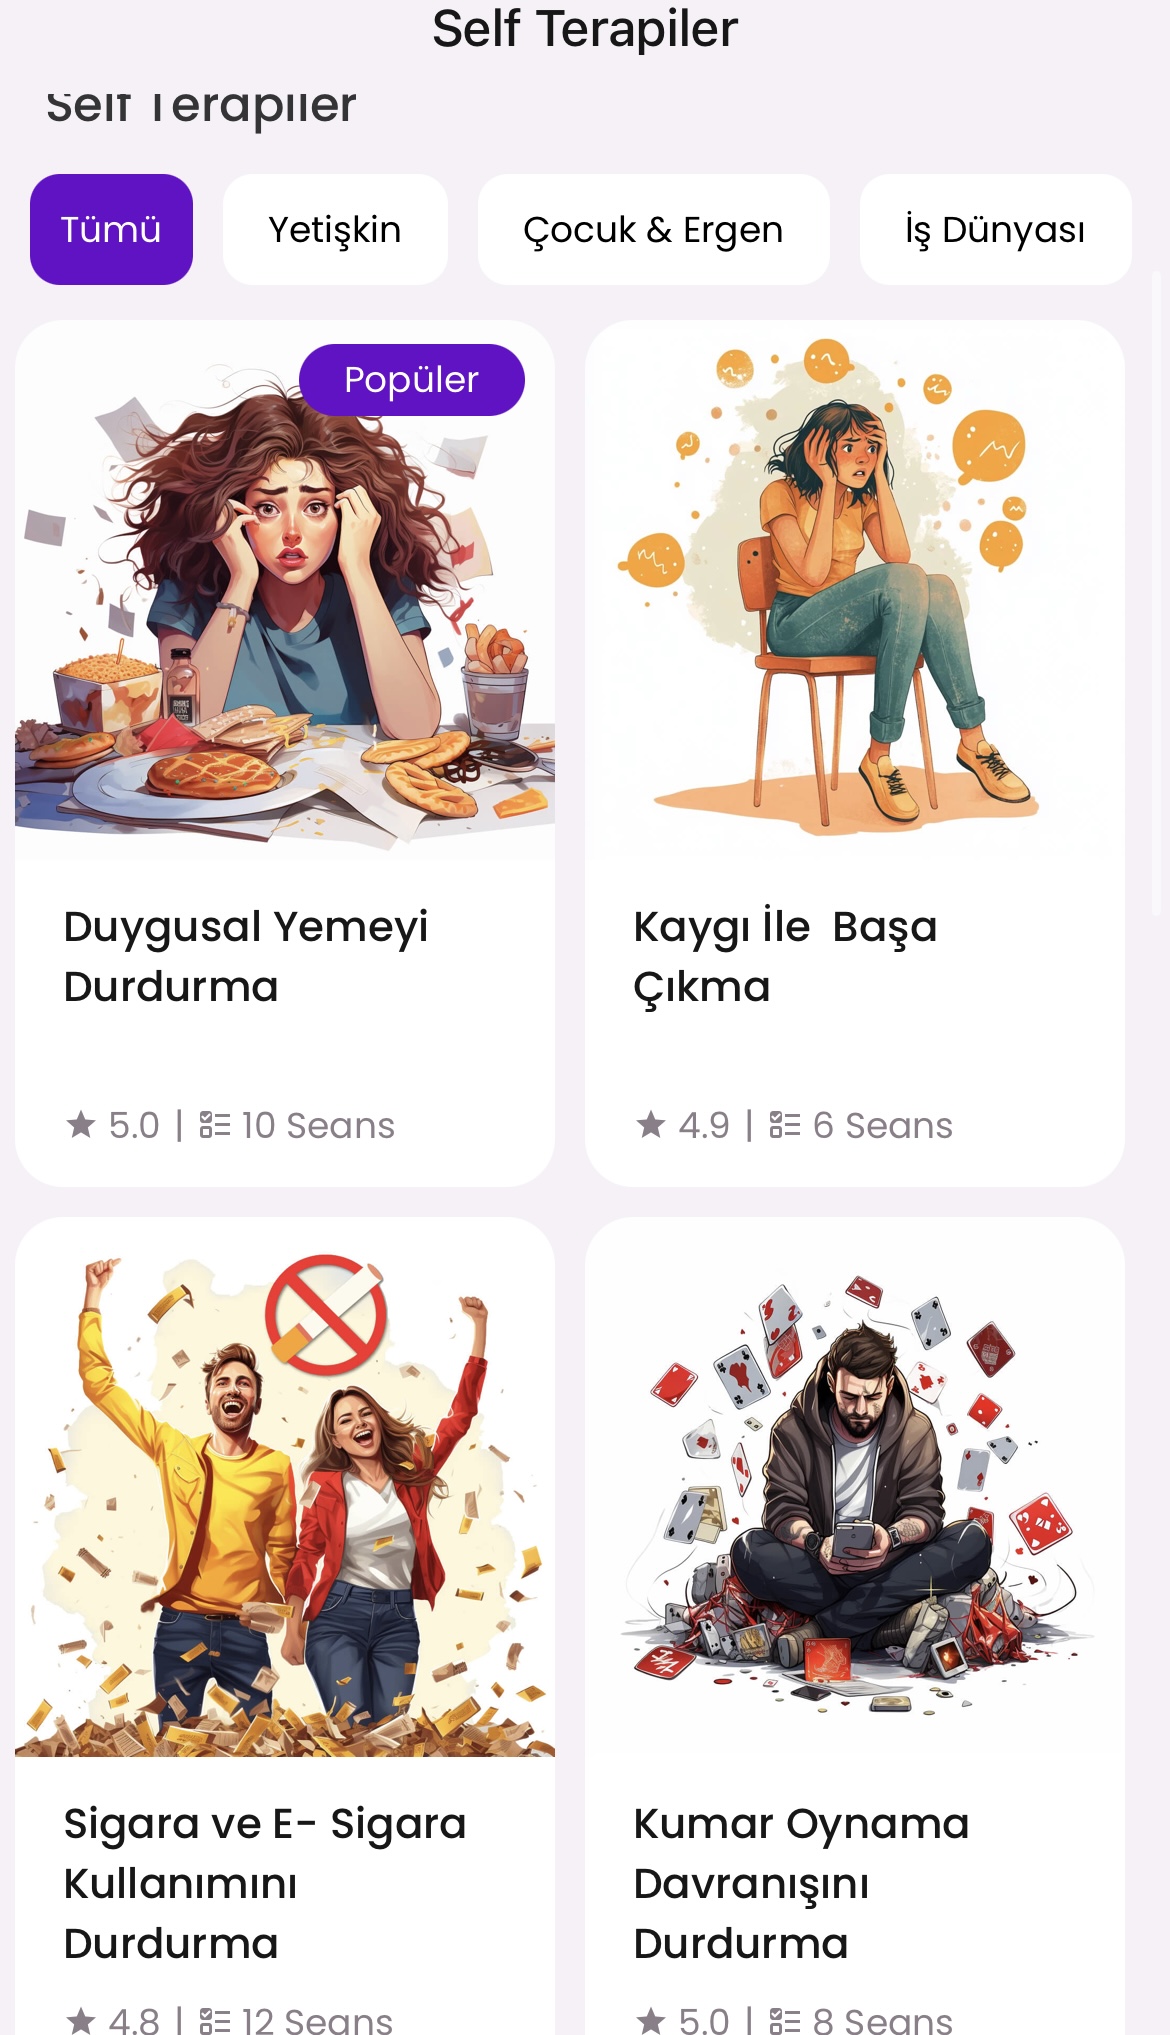 Self Terapiler
Self Terapiler
Tümü
Yetişkin
Çocuk & Ergen
İş Dünyası
Popüler
Duygusal Yemeyi
Durdurma
5.0 | 10 Seans
Kaygı İle  Başa
Çıkma
4.9 | 6 Seans
Sigara ve E- Sigara
Kullanımını
Durdurma
4.8 | 12 Seans
Kumar Oynama
Davranışını
Durdurma
5.0 | 8 Seans